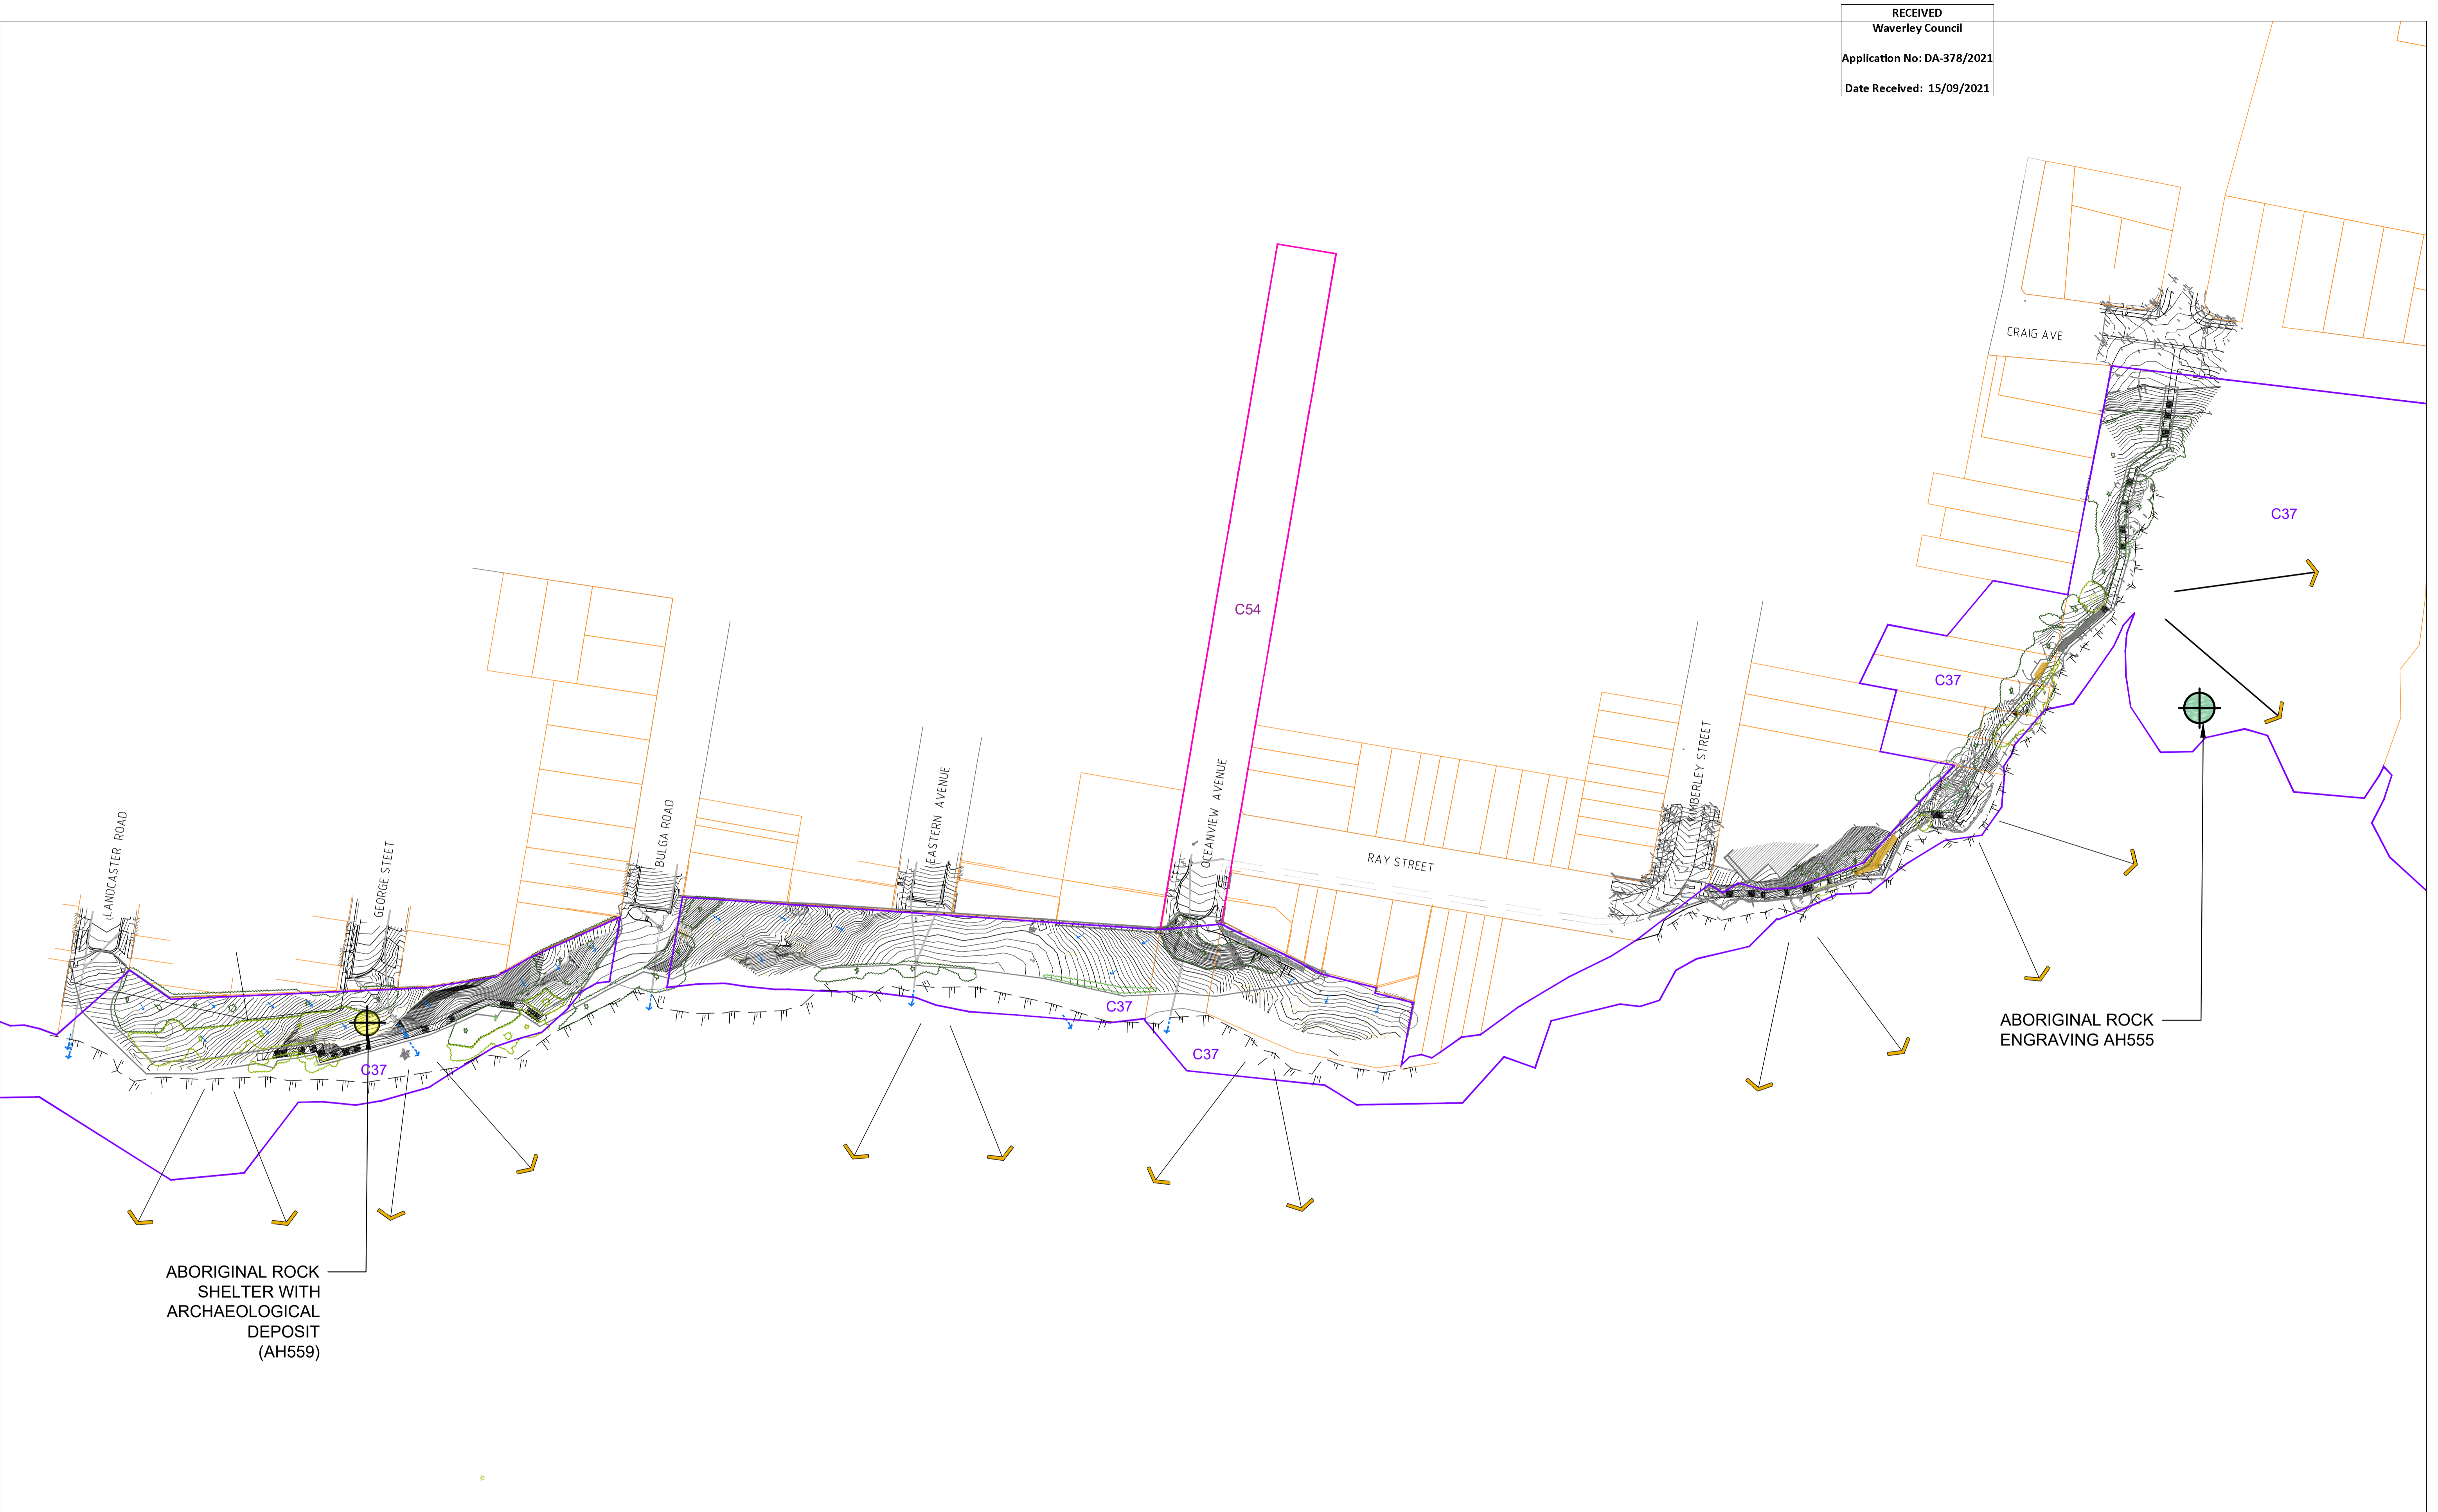 RECEIVED
Waverley Council
Application No: DA-378/2021
Date Received: 15/09/2021
CRAIG AVE
C37
C54
C37
KIMBERLEY STREET
OCEANVIEW AVENUE
EASTERN AVENUE
BULGA ROAD
LANDCASTER ROAD
GEORGE STEET
RAY STREET
C37
C37
C37
ABORIGINAL ROCK
ENGRAVING AH555
ABORIGINAL ROCK
SHELTER WITH
ARCHAEOLOGICAL
DEPOSIT
(AH559)